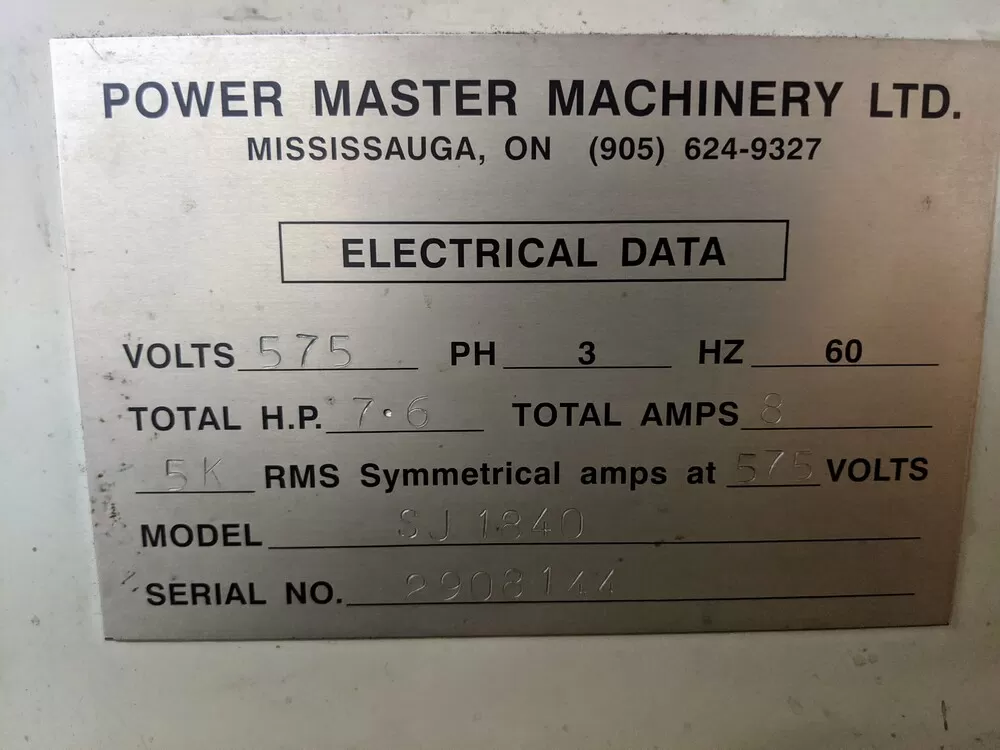 POWER MASTER MACHINERY LTD.
MISSISSAUGA, ON (905) 624-9327
ELECTRICAL DATA
VOLTS 575 PH 3 HZ 60
TOTAL H.P. 7.6 TOTAL AMPS 8
5K RMS Symmetrical amps at 575 VOLTS
MODEL SJ 1840
SERIAL NO. 2908144